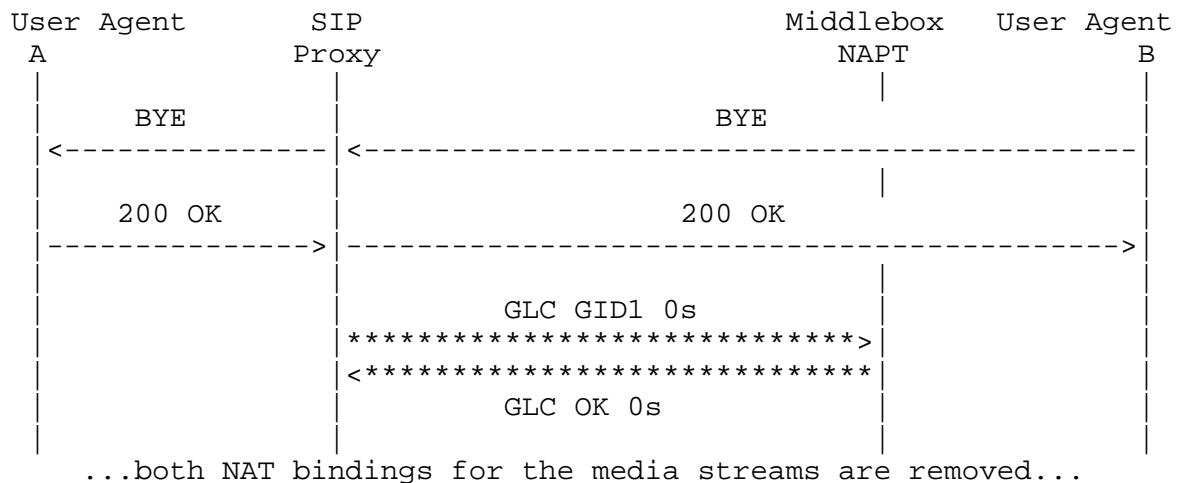 User Agent SIP Middlebox User Agent
A Proxy NAPT B
BYE BYE
200 OK 200 OK
GLC GID1 0s
GLC OK 0s
...both NAT bindings for the media streams are removed...